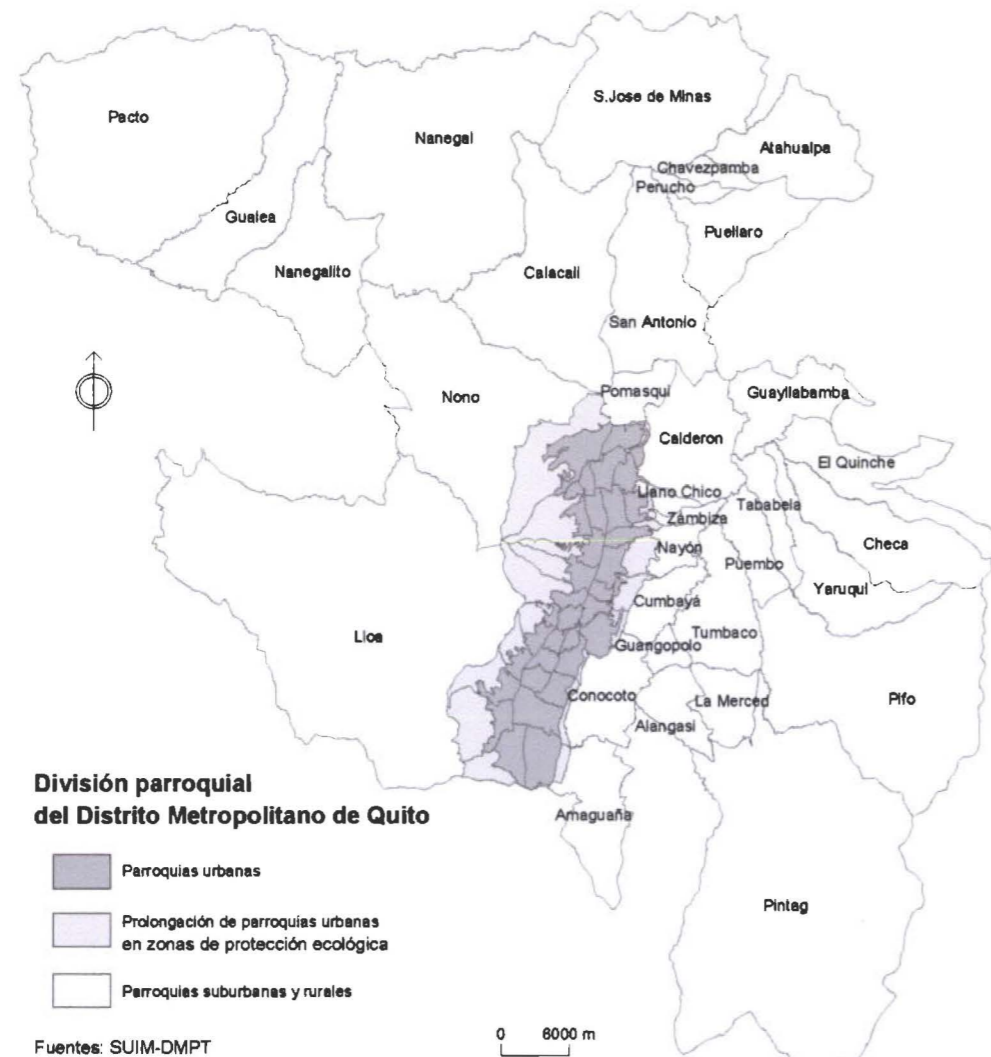 S.Jose de Minas
Pacto
Nanegal
Atahualpa
Chavezpamba
Perucho
Gualea
Puellaro
Nanegalito
Calacali
San Antonio
Pomasqui
Nono
Guayllabamba
Calderon
El Quinche
Llano Chico
Tababela
Zámbiza
Checa
Nayón
Puembo
Yaruqui
Cumbayá
Lloa
Tumbaco
Guangopolo
Conocoto
La Merced
Pifo
Alangasi
División parroquial
del Distrito Metropolitano de Quito
Amaguaña
Parroquias urbanas
Pintag
Prolongación de parroquias urbanas
en zonas de protección ecológica
Parroquias suburbanas y rurales
0 6000 m
Fuentes: SUIM-DMPT